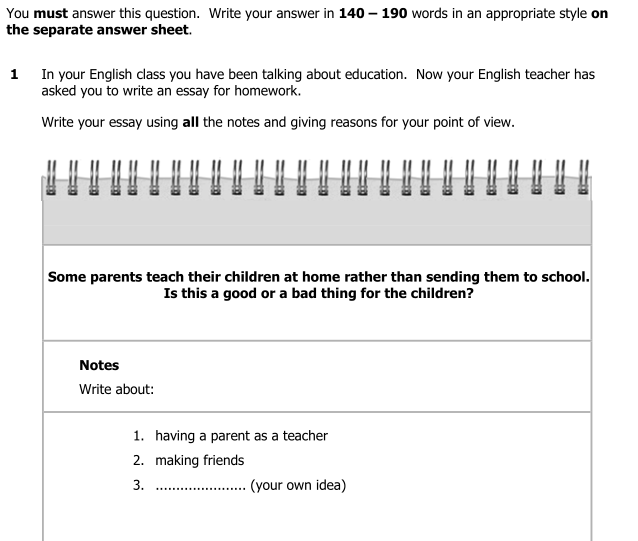 You must answer this question. Write your answer in 140 – 190 words in an appropriate style on
the separate answer sheet.
1 In your English class you have been talking about education. Now your English teacher has
asked you to write an essay for homework.
Write your essay using all the notes and giving reasons for your point of view.
Some parents teach their children at home rather than sending them to school.
Is this a good or a bad thing for the children?
Notes
Write about:
1. having a parent as a teacher
2. making friends
3. ...................... (your own idea)